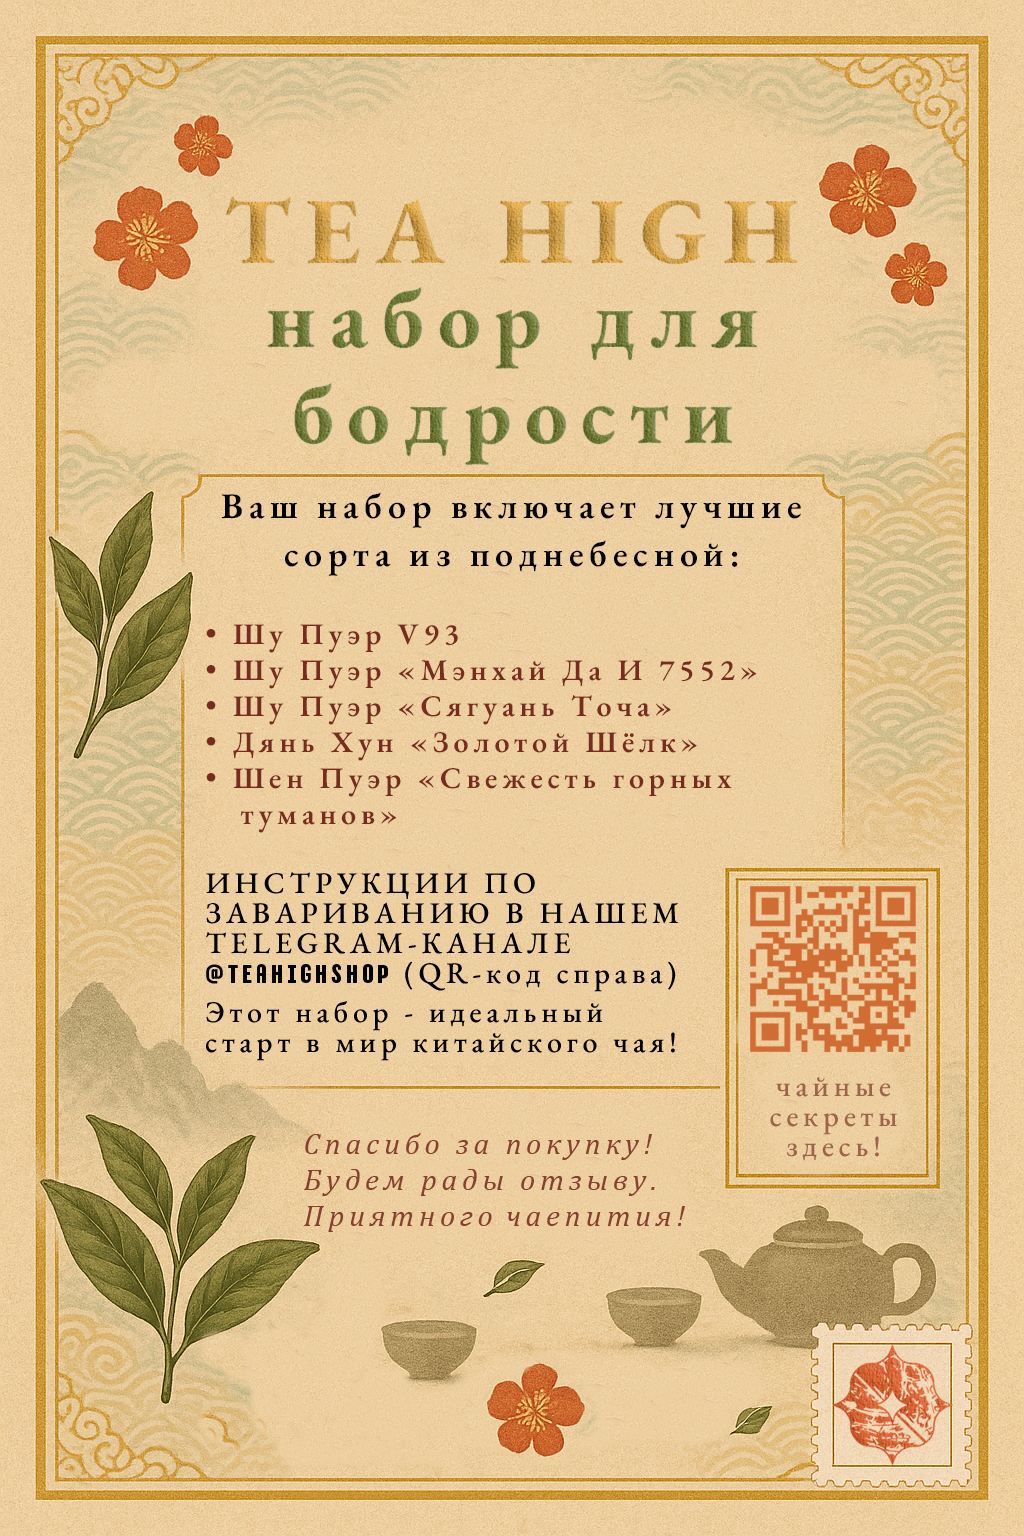 TEA HIGH
набор для
бодрости
Ваш набор включает лучшие
сорта из поднебесной:
• Шу Пуэр V93
• Шу Пуэр «Мэнхай Да И 7552»
• Шу Пуэр «Сягуань Точа»
• Дянь Хун «Золотой Шёлк»
• Шен Пуэр «Свежесть горных
туманов»
ИНСТРУКЦИИ ПО
ЗАВАРИВАНИЮ В НАШЕМ
TELEGRAM-КАНАЛЕ
@TEAHIGHSHOP (QR-код справа)
Этот набор - идеальный
старт в мир китайского чая!
чайные
секреты
здесь!
Спасибо за покупку!
Будем рады отзыву.
Приятного чаепития!